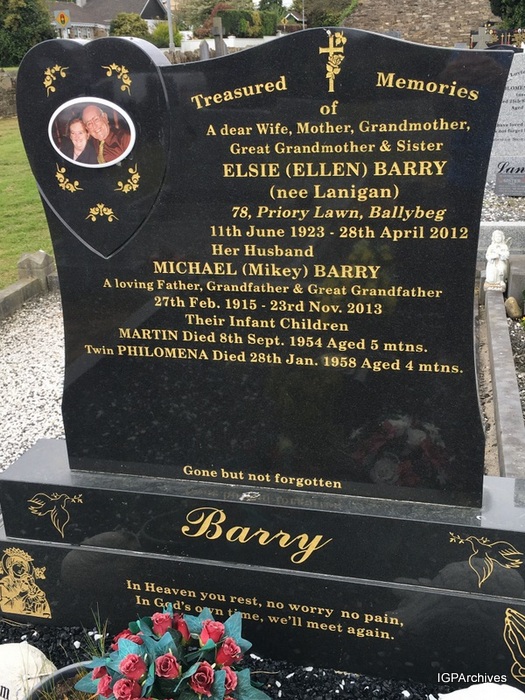 Treasured Memories
of
A dear Wife, Mother, Grandmother,
Great Grandmother & Sister
ELSIE (ELLEN) BARRY
(nee Lanigan)
78, Priory Lawn, Ballybeg
11th June 1923 - 28th April 2012
Her Husband
MICHAEL (Mikey) BARRY
A loving Father, Grandfather & Great Grandfather
27th Feb. 1915 - 23rd Nov. 2013
Their Infant Children
MARTIN Died 8th Sept. 1954 Aged 5 mtns.
Twin PHILOMENA Died 28th Jan. 1958 Aged 4 mtns.
Gone but not forgotten
Barry
In Heaven you rest, no worry no pain,
In God's own time, we'll meet again.
IGPArchives